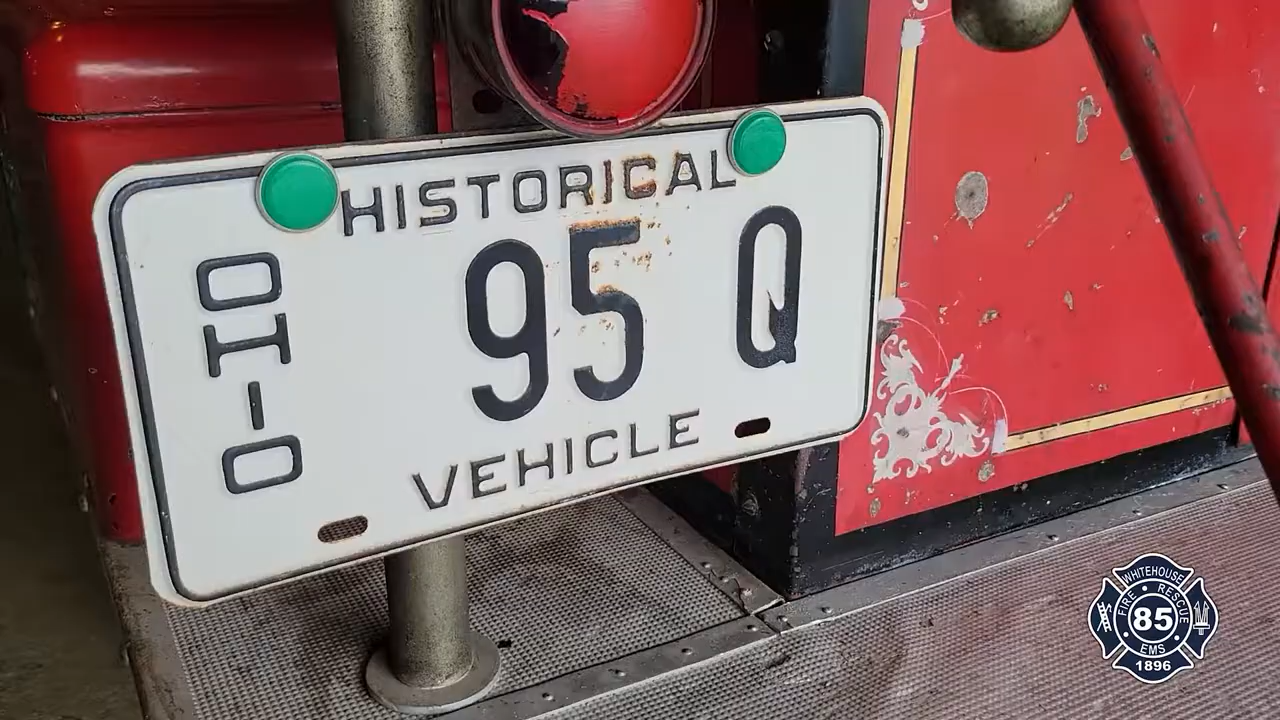 HISTORICAL
OHIO
95 Q
VEHICLE
WHITEHOUSE
FIRE RESCUE
85
EMS
1896